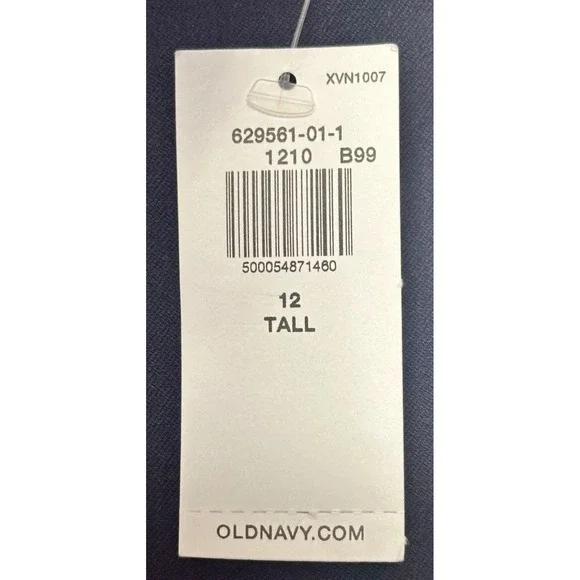 XVN1007
629561-01-1
1210 B99
500054871460
12
TALL
OLDNAVY.COM